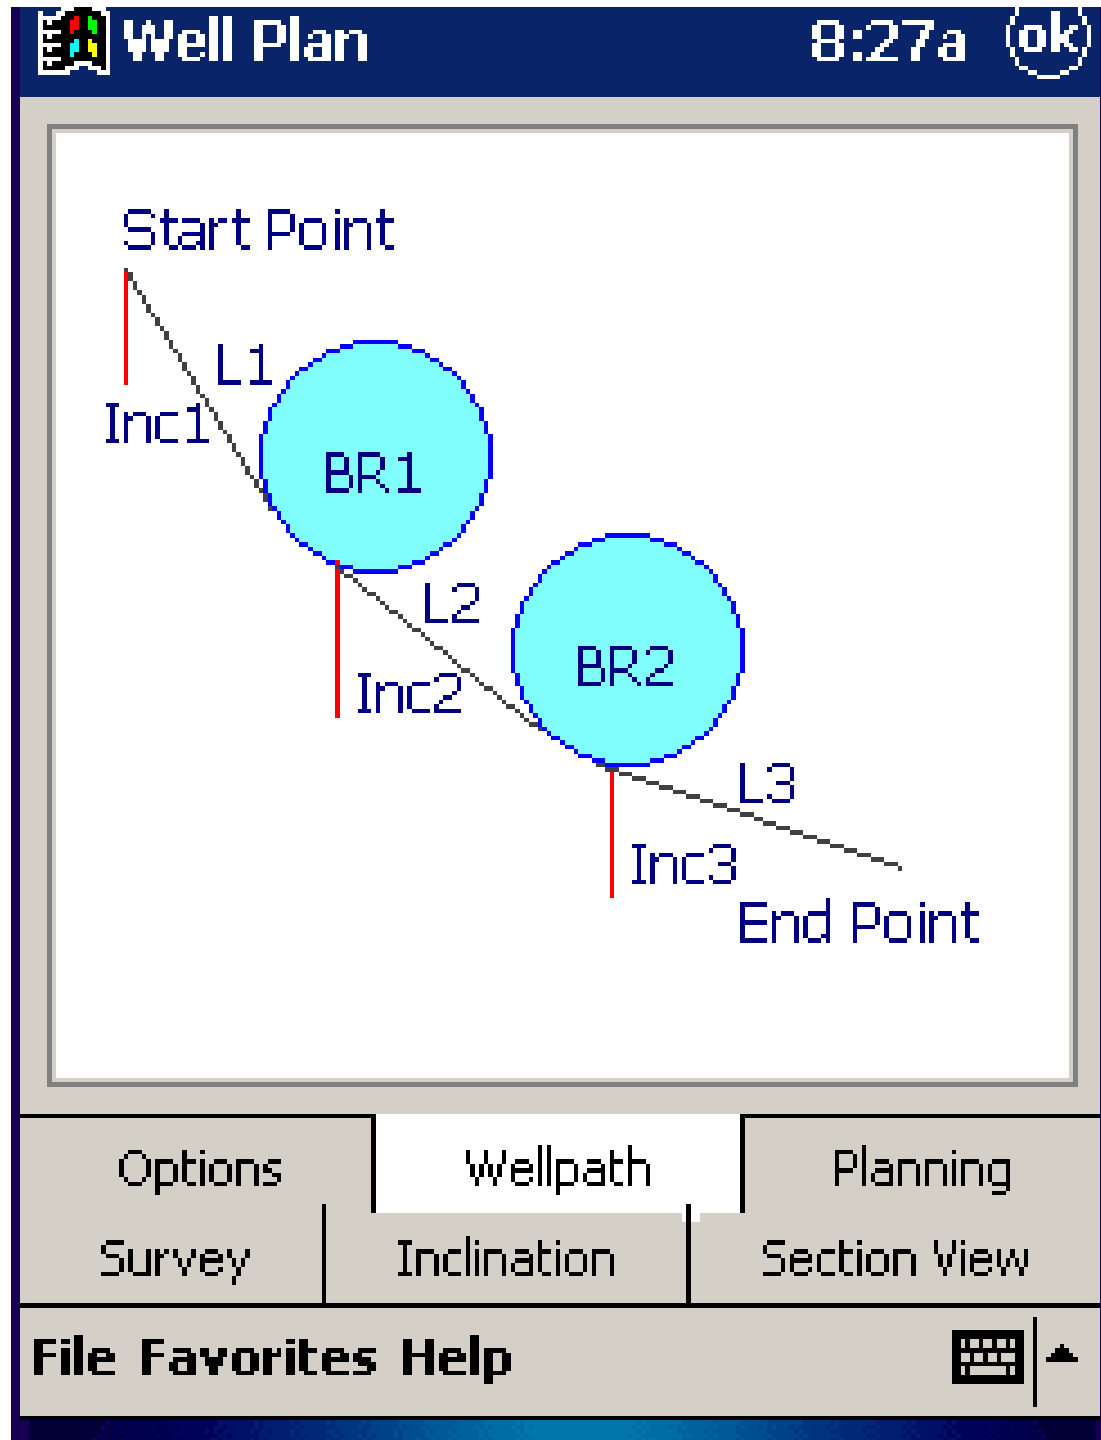 Well Plan 8:27a ok
Start Point
L1
Inc1
BR1
L2
BR2
Inc2
L3
Inc3
End Point
Options Wellpath Planning
Survey Inclination Section View
File Favorites Help